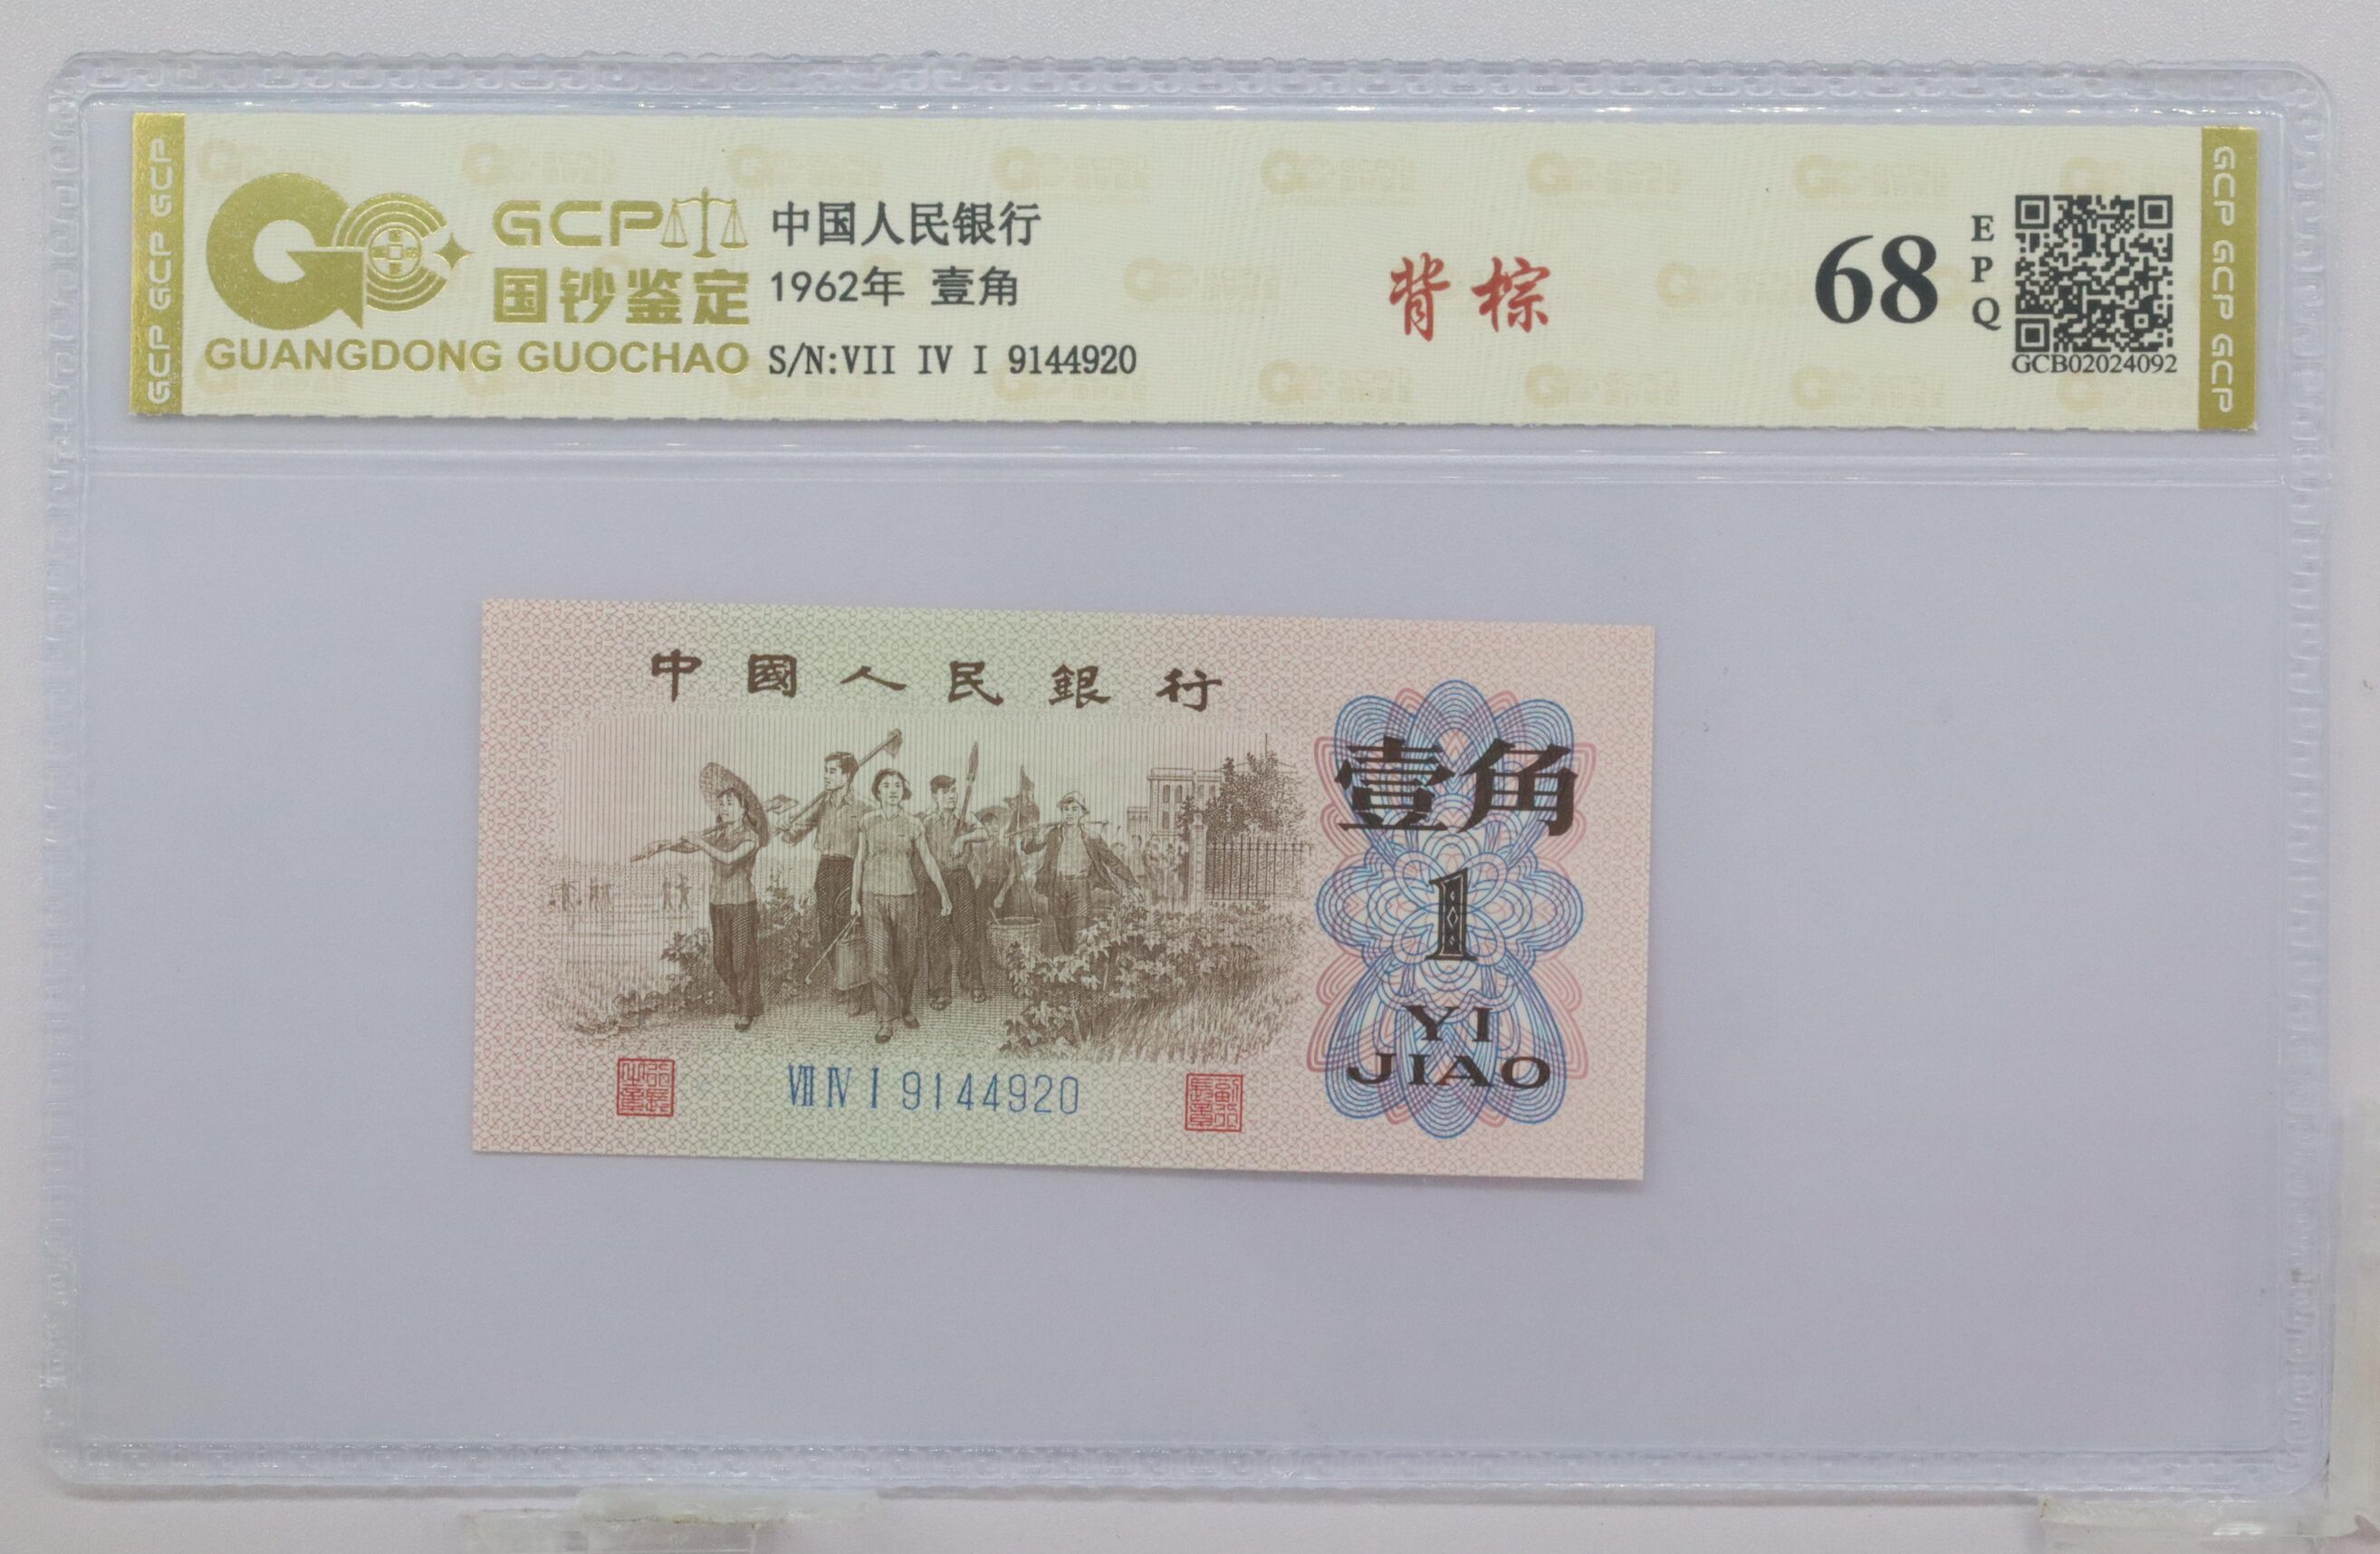 GCP GCP GCP
GCP
国钞鉴定
GUANGDONG GUOCHAO
中国人民银行
1962年 壹角
S/N:VII IV I 9144920
背棕
68
EPQ
GCB02024092
GCP GCP GCP
中國人民銀行
壹角
1
YI
JIAO
VII IV I 9144920